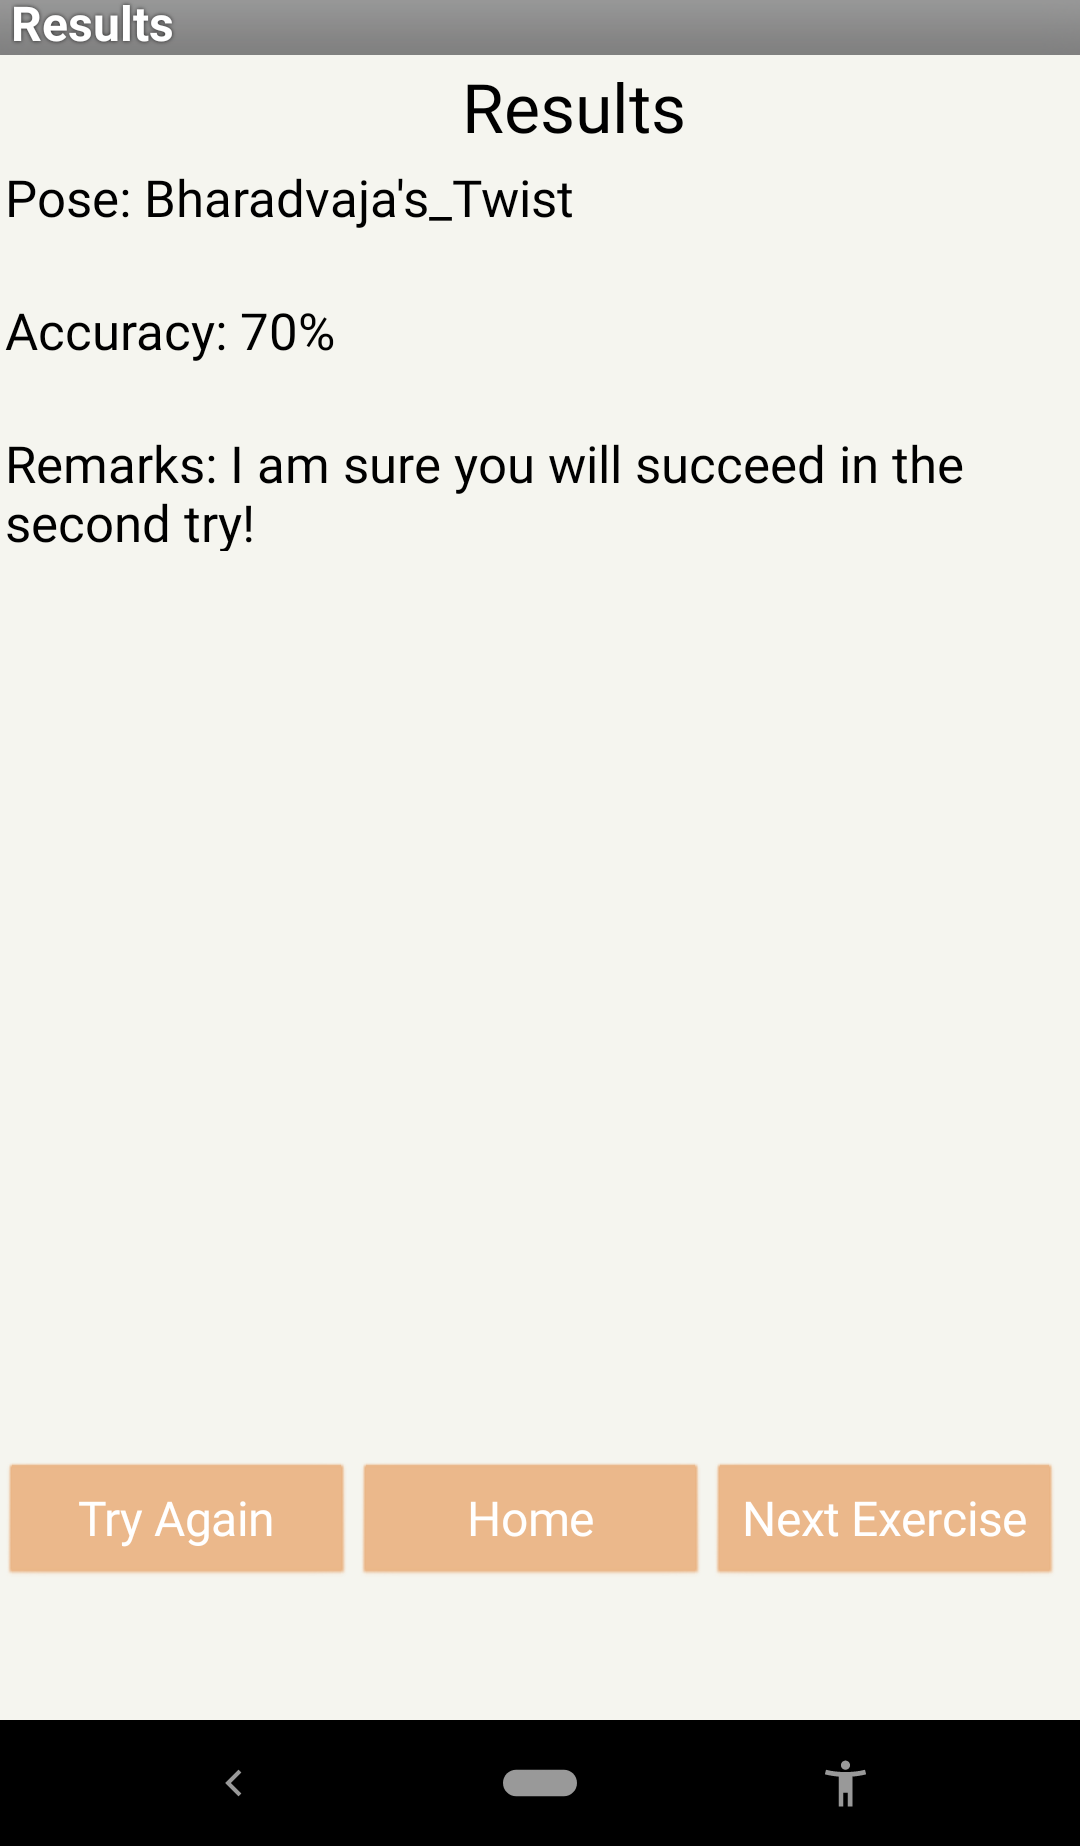 Results
Results
Pose: Bharadvaja's_Twist
Accuracy: 70%
Remarks: I am sure you will succeed in the
second try!
Try Again
Home
Next Exercise